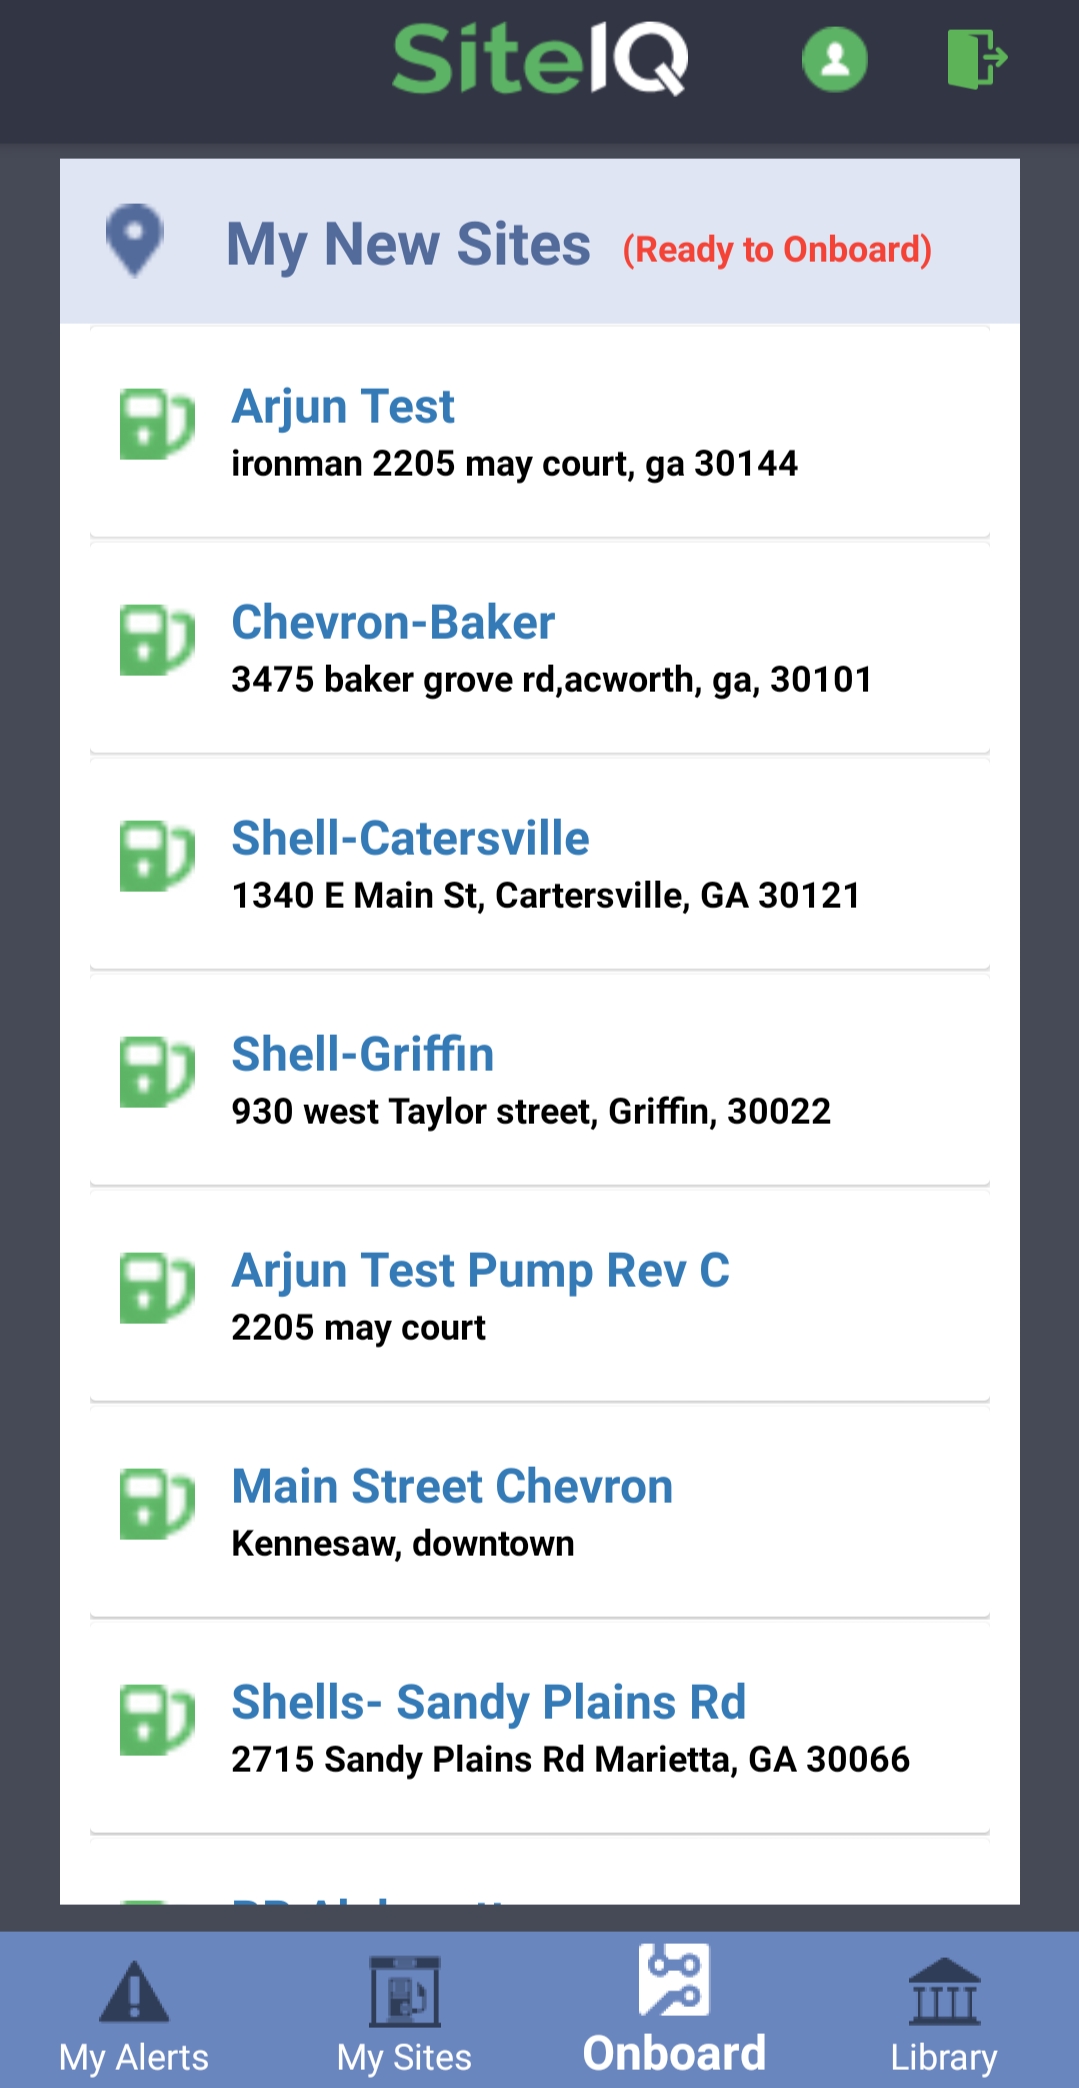 SiteIQ
My New Sites (Ready to Onboard)
Arjun Test
ironman 2205 may court, ga 30144
Chevron-Baker
3475 baker grove rd,acworth, ga, 30101
Shell-Catersville
1340 E Main St, Cartersville, GA 30121
Shell-Griffin
930 west Taylor street, Griffin, 30022
Arjun Test Pump Rev C
2205 may court
Main Street Chevron
Kennesaw, downtown
Shells- Sandy Plains Rd
2715 Sandy Plains Rd Marietta, GA 30066
My Alerts
My Sites
Onboard
Library